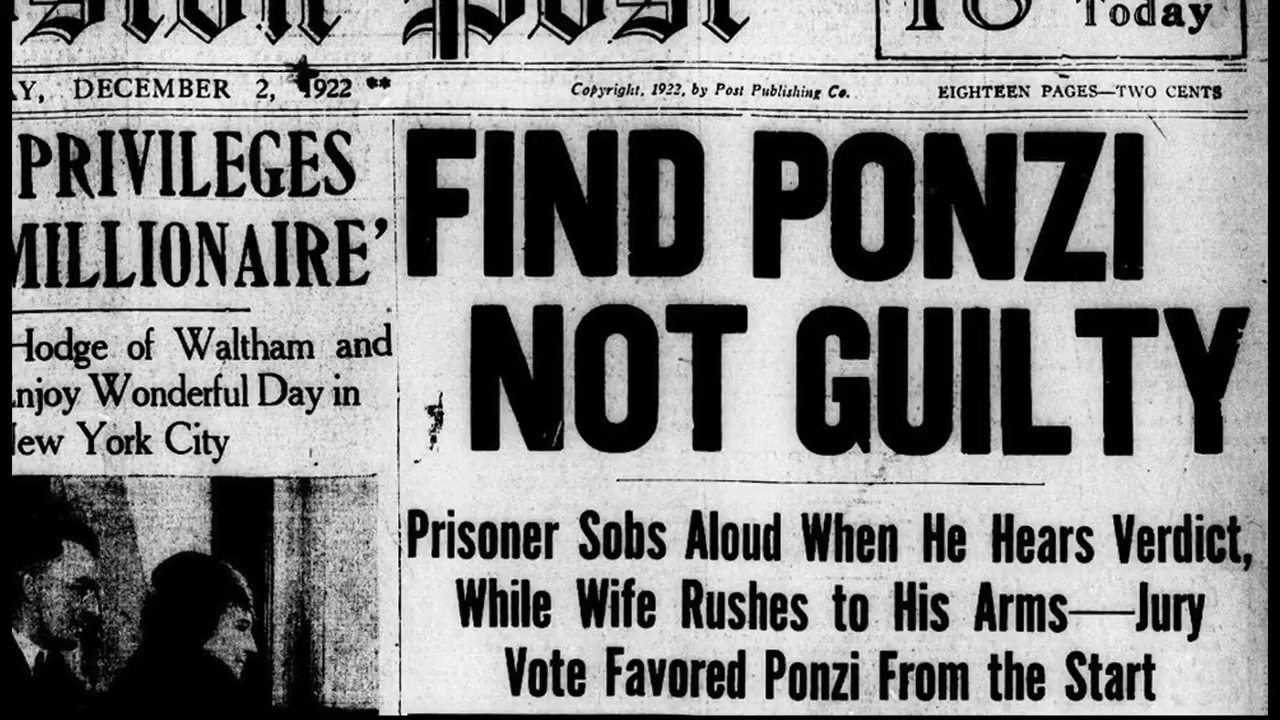 Post
Today
DECEMBER 2, 1922 **
Copyright, 1922, by Post Publishing Co.
EIGHTEEN PAGES—TWO CENTS
PRIVILEGES
MILLIONAIRE'
Hodge of Waltham and
Enjoy Wonderful Day in
New York City
FIND PONZI
NOT GUILTY
Prisoner Sobs Aloud When He Hears Verdict,
While Wife Rushes to His Arms—Jury
Vote Favored Ponzi From the Start